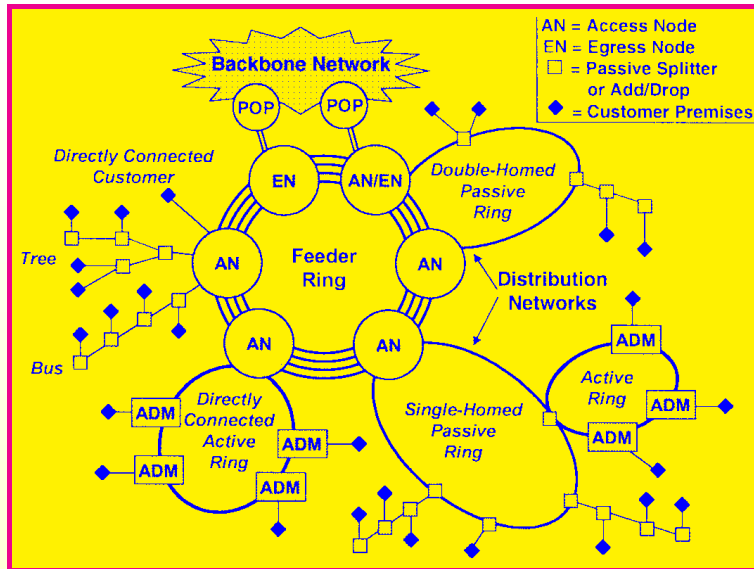 AN = Access Node
EN = Egress Node
= Passive Splitter
or Add/Drop
= Customer Premises
Backbone Network
POP
POP
Directly Connected
Customer
EN
AN/EN
Double-Homed
Passive
Ring
Tree
AN
Feeder
Ring
AN
Distribution
Networks
Bus
AN
AN
ADM
Active
Ring
ADM
ADM
Directly
Connected
Active
Ring
ADM
ADM
ADM
ADM
Single-Homed
Passive
Ring